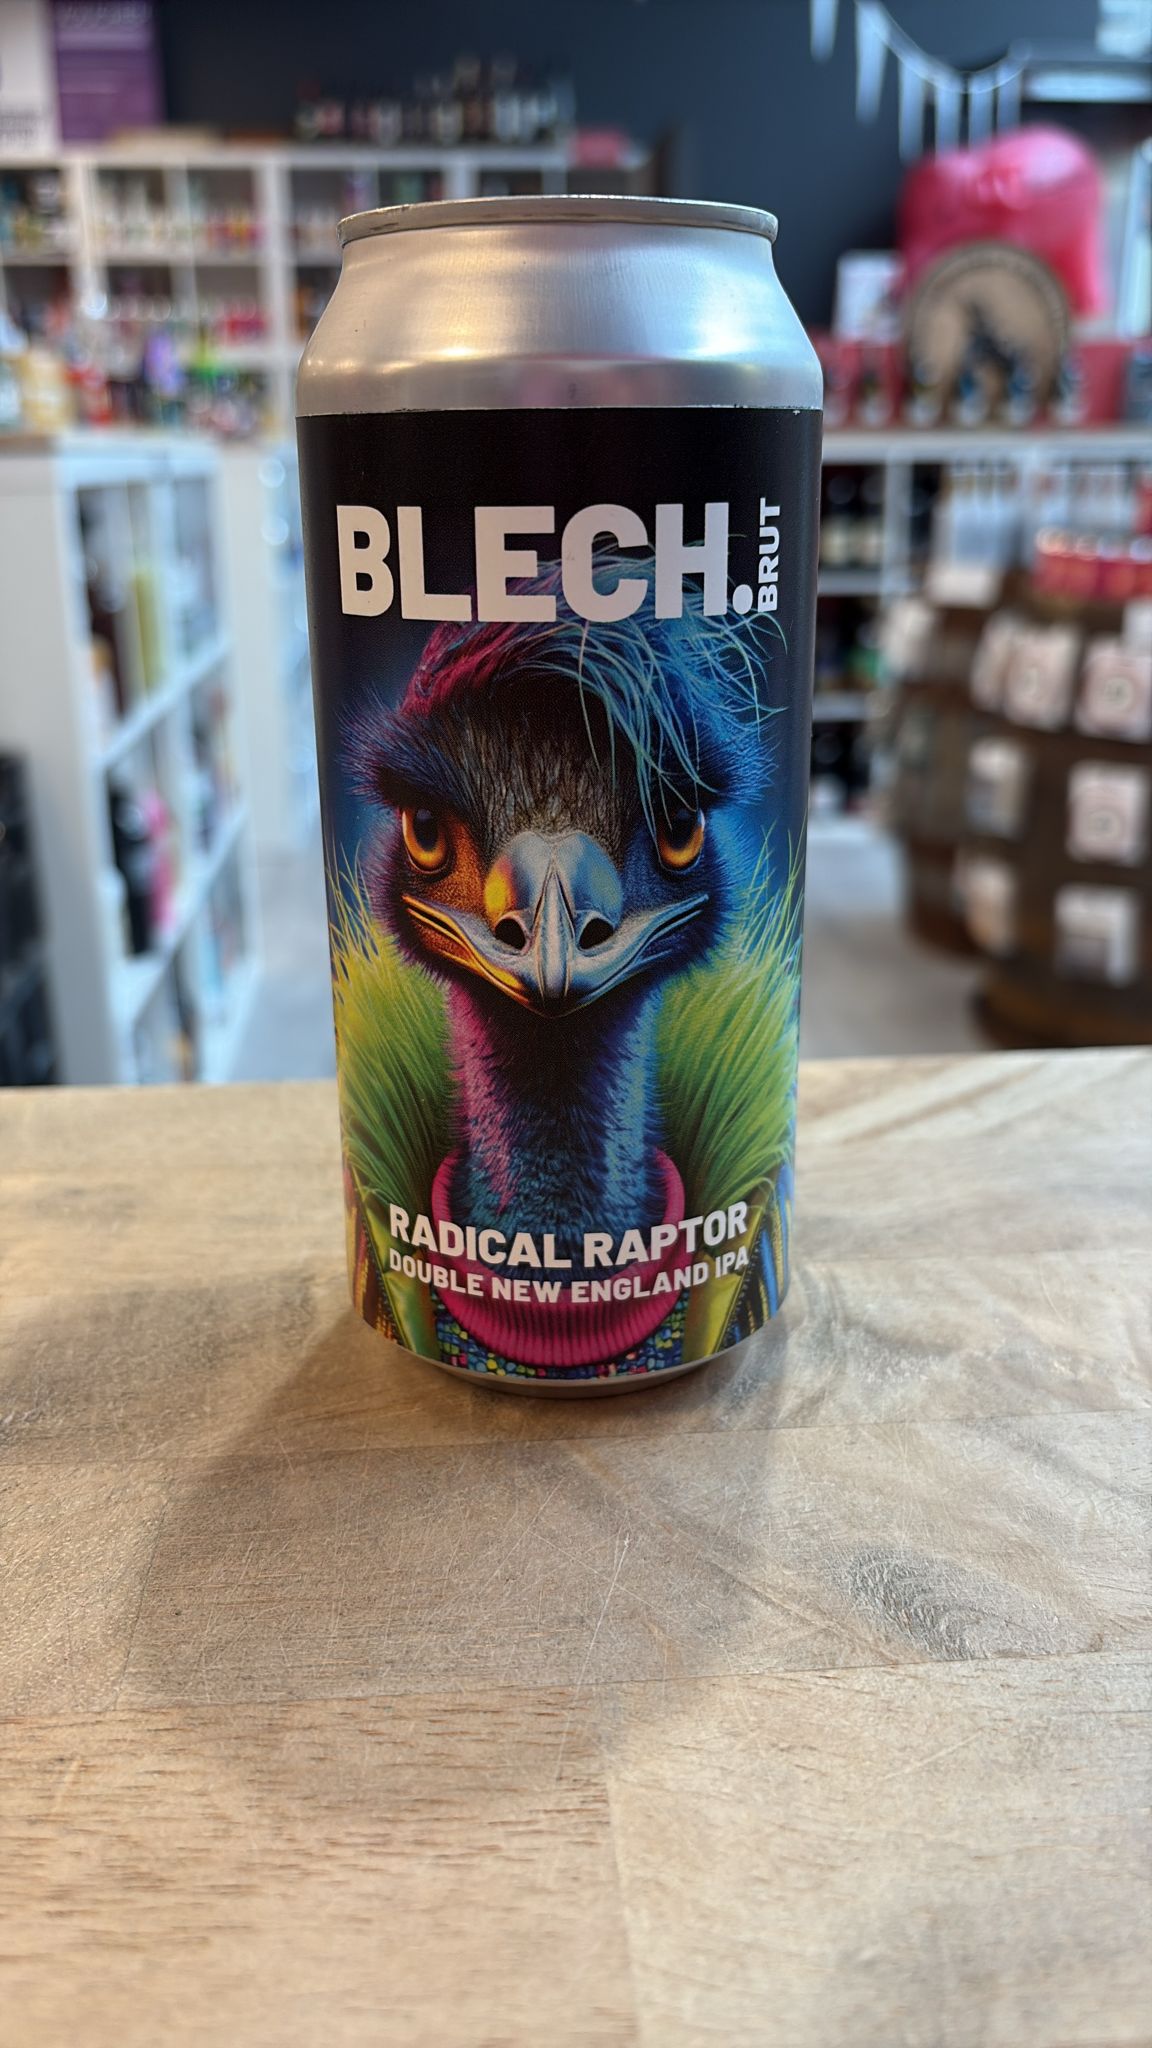 BLECH.BRUT
RADICAL RAPTOR
DOUBLE NEW ENGLAND IPA